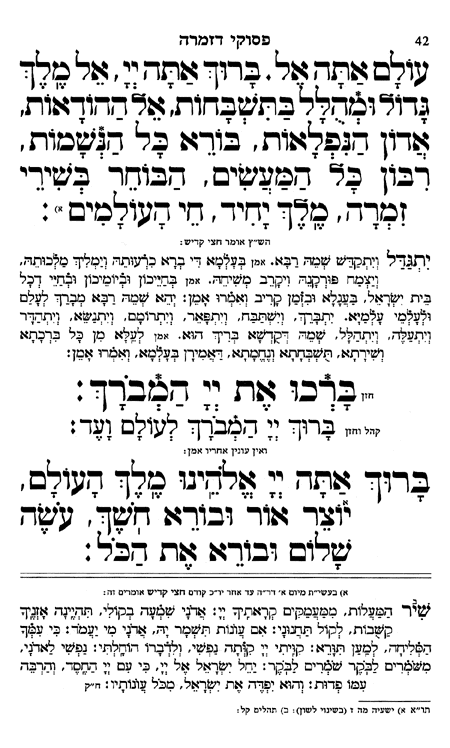 42 פסוקי דזמרה
עוֹלָם אַתָּה אֵל. בָּרוּךְ אַתָּה יְיָ, אֵל מֶלֶךְ
גָּדוֹל וּמְהֻלָּל בַּתִּשְׁבָּחוֹת, אֵל הַהוֹדָאוֹת,
אֲדוֹן הַנִּפְלָאוֹת, בּוֹרֵא כָּל הַנְּשָׁמוֹת,
רִבּוֹן כָּל הַמַּעֲשִׂים, הַבּוֹחֵר בְּשִׁירֵי
זִמְרָה, מֶלֶךְ יָחִיד, חֵי הָעוֹלָמִים א):
הש״ץ אומר חצי קדיש:
יִתְגַּדַּל וְיִתְקַדַּשׁ שְׁמֵהּ רַבָּא. אמן בְּעָלְמָא דִּי בְרָא כִרְעוּתֵהּ וְיַמְלִיךְ מַלְכוּתֵהּ,
וְיַצְמַח פּוּרְקָנֵהּ וִיקָרֵב מְשִׁיחֵהּ. אמן בְּחַיֵּיכוֹן וּבְיוֹמֵיכוֹן וּבְחַיֵּי דְכָל
בֵּית יִשְׂרָאֵל, בַּעֲגָלָא וּבִזְמַן קָרִיב וְאִמְרוּ אָמֵן: יְהֵא שְׁמֵהּ רַבָּא מְבָרַךְ לְעָלַם
וּלְעָלְמֵי עָלְמַיָּא. יִתְבָּרֵךְ, וְיִשְׁתַּבַּח, וְיִתְפָּאֵר, וְיִתְרוֹמֵם, וְיִתְנַשֵּׂא, וְיִתְהַדָּר
וְיִתְעַלֶּה, וְיִתְהַלָּל, שְׁמֵהּ דְּקֻדְשָׁא בְּרִיךְ הוּא. אמן לְעֵלָּא מִן כָּל בִּרְכָתָא
וְשִׁירָתָא, תֻּשְׁבְּחָתָא וְנֶחֱמָתָא, דַּאֲמִירָן בְּעָלְמָא, וְאִמְרוּ אָמֵן:
חזן בָּרְכוּ אֶת יְיָ הַמְבֹרָךְ:
קהל וחזן בָּרוּךְ יְיָ הַמְבֹרָךְ לְעוֹלָם וָעֶד:
ואין עונין אחריו אמן:
בָּרוּךְ אַתָּה יְיָ אֱלֹהֵינוּ מֶלֶךְ הָעוֹלָם,
יוֹצֵר אוֹר וּבוֹרֵא חֹשֶׁךְ, עֹשֶׂה
שָׁלוֹם וּבוֹרֵא אֶת הַכֹּל:
א) בעשי״ת מיום א׳ דר״ה עד אחר יו״כ קודם חצי קדיש אומרים זה:
שִׁיר הַמַּעֲלוֹת, מִמַּעֲמַקִּים קְרָאתִיךָ יְיָ: אֲדֹנָי שִׁמְעָה בְקוֹלִי, תִּהְיֶינָה אָזְנֶיךָ
קַשֻּׁבוֹת, לְקוֹל תַּחֲנוּנָי: אִם עֲוֹנוֹת תִּשְׁמָר יָהּ, אֲדֹנָי מִי יַעֲמֹד: כִּי עִמְּךָ
הַסְּלִיחָה, לְמַעַן תִּוָּרֵא: קִוִּיתִי יְיָ קִוְּתָה נַפְשִׁי, וְלִדְבָרוֹ הוֹחָלְתִּי: נַפְשִׁי לַאדֹנָי,
מִשֹּׁמְרִים לַבֹּקֶר שֹׁמְרִים לַבֹּקֶר: יַחֵל יִשְׂרָאֵל אֶל יְיָ, כִּי עִם יְיָ הַחֶסֶד, וְהַרְבֵּה
עִמּוֹ פְדוּת: וְהוּא יִפְדֶּה אֶת יִשְׂרָאֵל, מִכֹּל עֲוֹנוֹתָיו: ח״ק
תו״א א) ישעיה מה ז (בשינוי לשון): ב) תהלים קל: